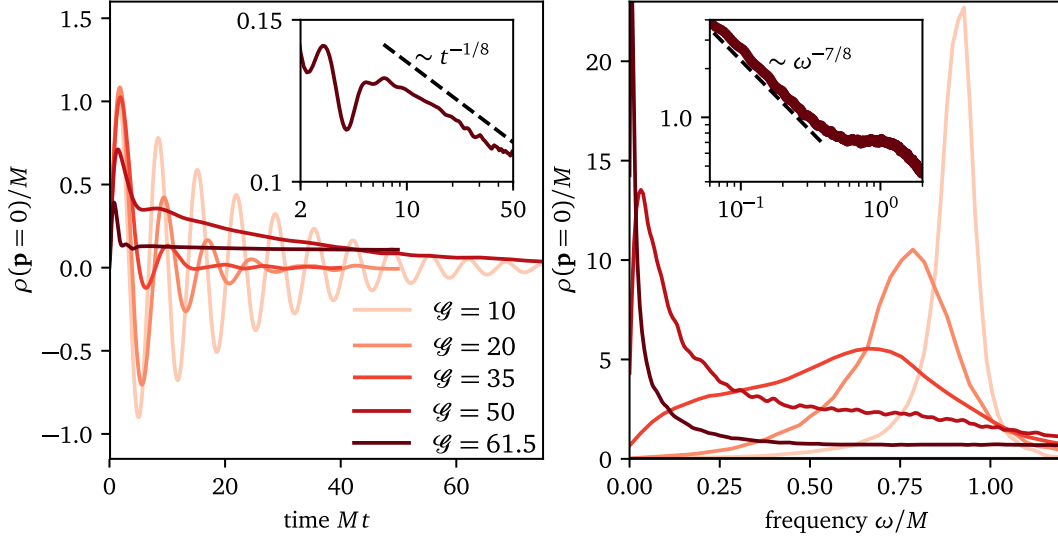 ρ(𝐩 = 0)/M
1.5
1.0
0.5
0.0
−0.5
−1.0
0
20
40
60
time Mt
0.15
0.1
2
10
50
∼ t^{−1/8}
𝒢 = 10
𝒢 = 20
𝒢 = 35
𝒢 = 50
𝒢 = 61.5
ρ(𝐩 = 0)/M
20
15
10
5
0
0.00
0.25
0.50
0.75
1.00
frequency ω/M
1.0
10^{−1}
10^{0}
∼ ω^{−7/8}